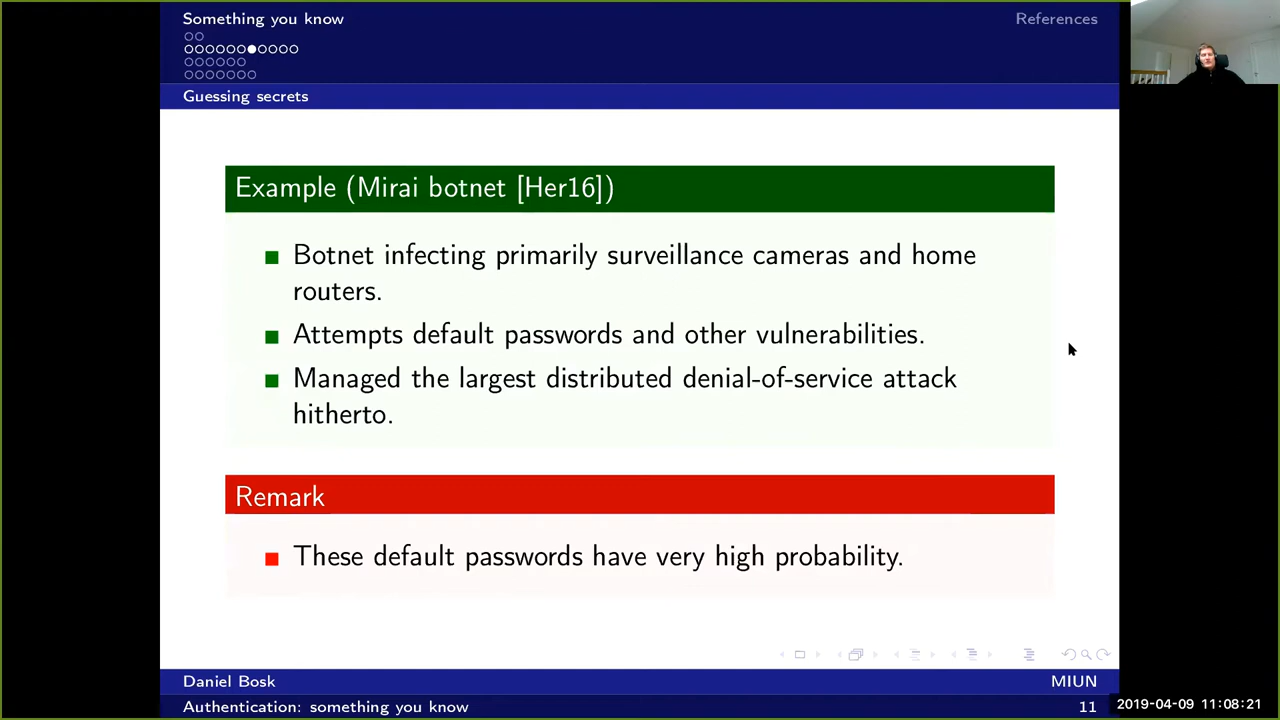 Something you know
References
Guessing secrets
Example (Mirai botnet [Her16])
Botnet infecting primarily surveillance cameras and home
routers.
Attempts default passwords and other vulnerabilities.
Managed the largest distributed denial-of-service attack
hitherto.
Remark
These default passwords have very high probability.
Daniel Bosk
MIUN
Authentication: something you know
11
2019-04-09 11:08:21